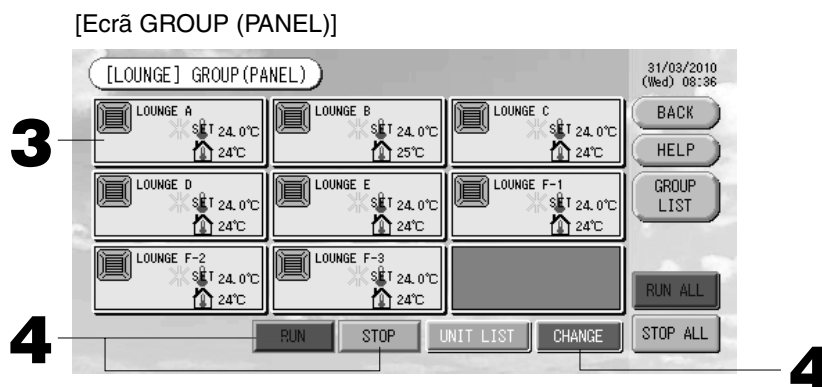 [Ecrã GROUP (PANEL)]
[LOUNGE] GROUP(PANEL)
31/03/2010
(Wed) 08:36
3
LOUNGE A
SET 24.0°C
24°C
LOUNGE B
SET 24.0°C
25°C
LOUNGE C
SET 24.0°C
24°C
BACK
HELP
LOUNGE D
SET 24.0°C
24°C
LOUNGE E
SET 24.0°C
24°C
LOUNGE F-1
SET 24.0°C
24°C
GROUP
LIST
LOUNGE F-2
SET 24.0°C
24°C
LOUNGE F-3
SET 24.0°C
24°C
RUN ALL
4
RUN
STOP
UNIT LIST
CHANGE
STOP ALL
4